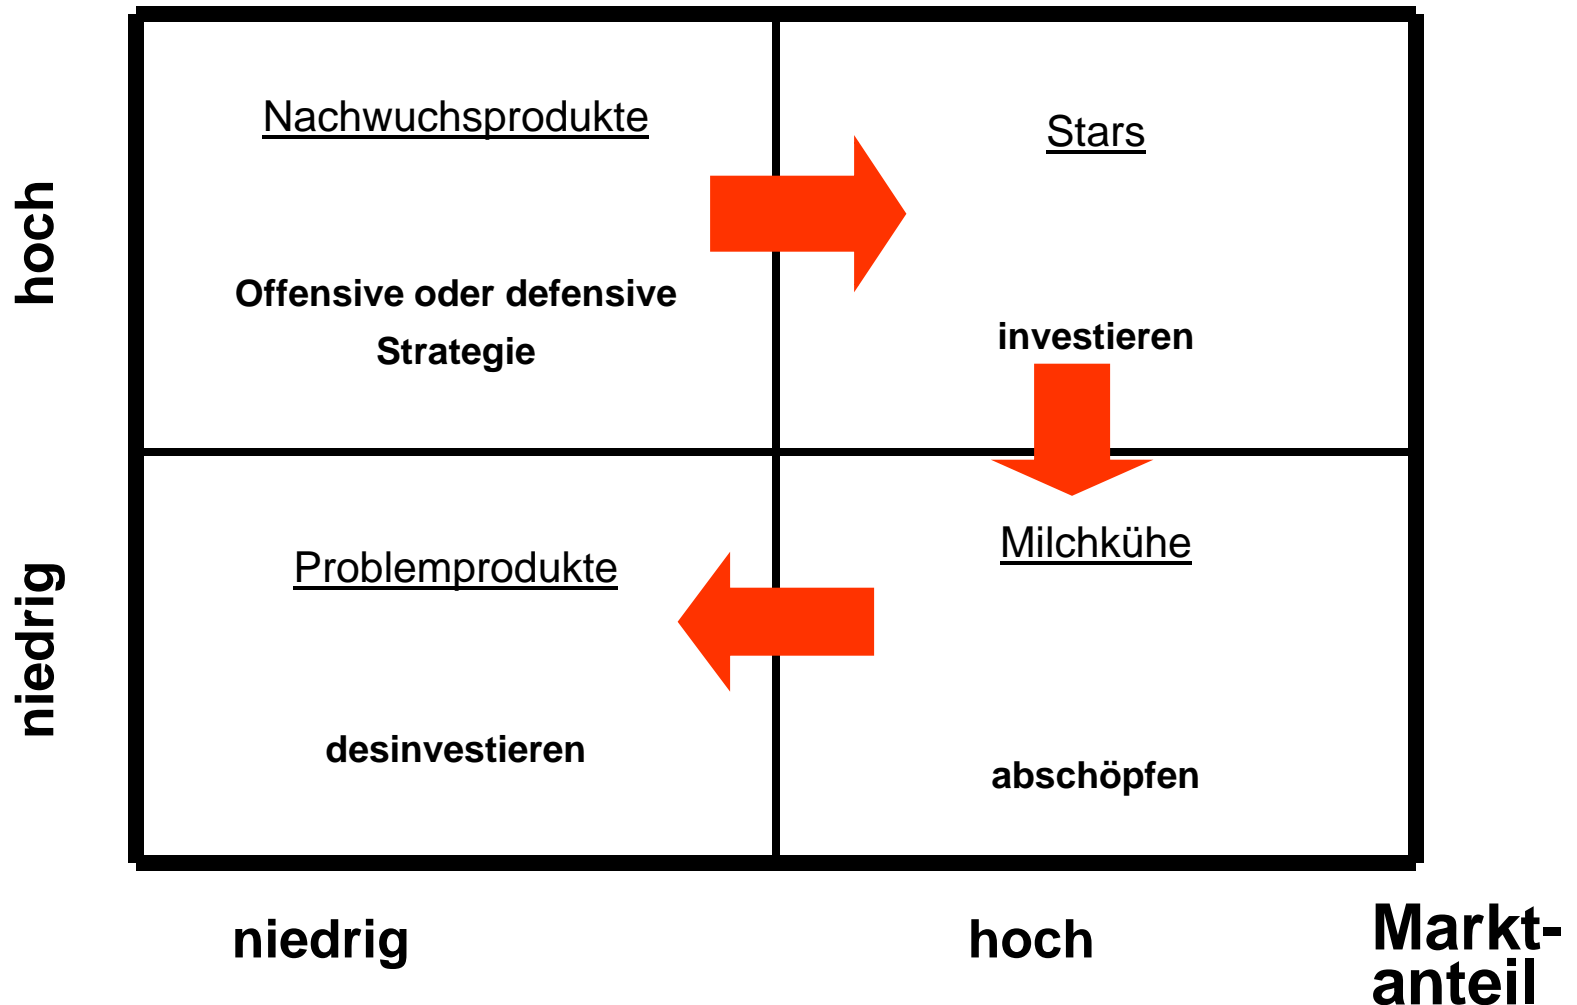 hoch
Nachwuchsprodukte
Offensive oder defensive
Strategie
Stars
investieren
niedrig
Problemprodukte
desinvestieren
Milchkühe
abschöpfen
niedrig
hoch
Markt-
anteil